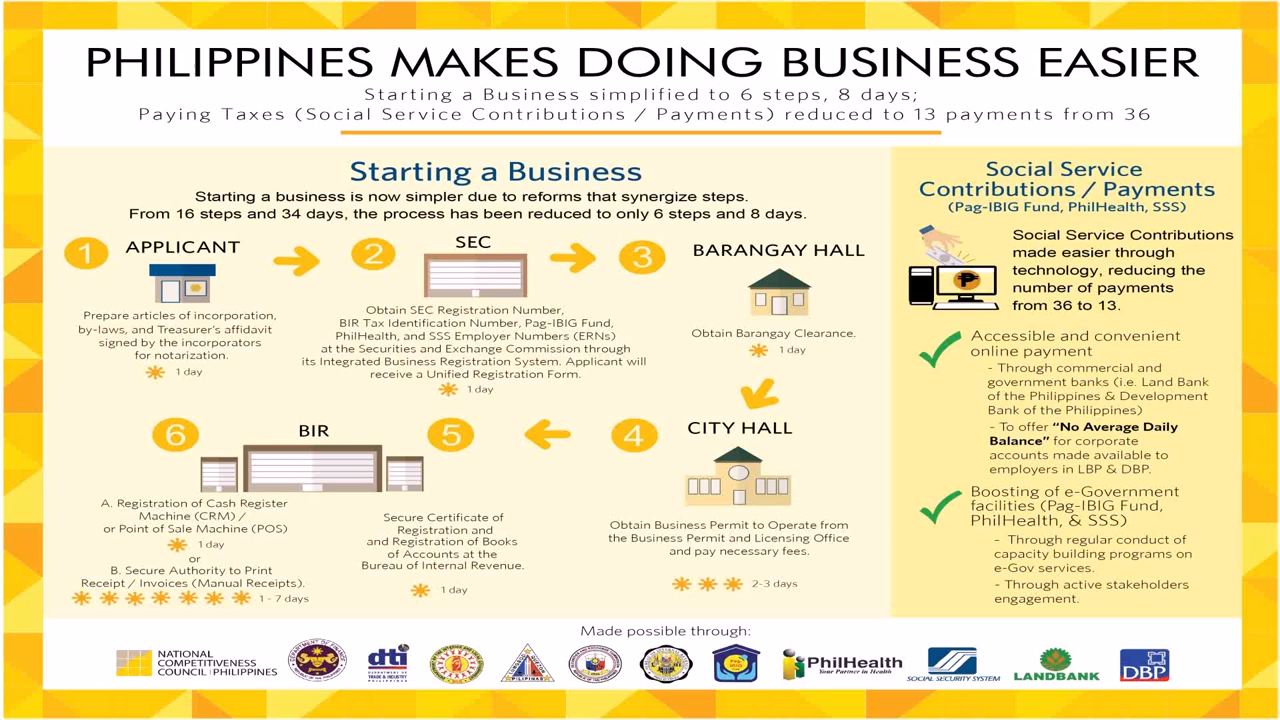 PHILIPPINES MAKES DOING BUSINESS EASIER
Starting a Business simplified to 6 steps, 8 days;
Paying Taxes (Social Service Contributions / Payments) reduced to 13 payments from 36
Starting a Business
Starting a business is now simpler due to reforms that synergize steps.
From 16 steps and 34 days, the process has been reduced to only 6 steps and 8 days.
1
APPLICANT
Prepare articles of incorporation,
by-laws, and Treasurer's affidavit
signed by the incorporators
for notarization.
1 day
2
SEC
Obtain SEC Registration Number,
BIR Tax Identification Number, Pag-IBIG Fund,
PhilHealth, and SSS Employer Numbers (ERNs)
at the Securities and Exchange Commission through
its Integrated Business Registration System. Applicant will
receive a Unified Registration Form.
1 day
3
BARANGAY HALL
Obtain Barangay Clearance.
1 day
4
CITY HALL
Obtain Business Permit to Operate from
the Business Permit and Licensing Office
and pay necessary fees.
2-3 days
5
Secure Certificate of
Registration and
and Registration of Books
of Accounts at the
Bureau of Internal Revenue.
1 day
6
BIR
A. Registration of Cash Register
Machine (CRM) /
or Point of Sale Machine (POS)
1 day
or
B. Secure Authority to Print
Receipt / Invoices (Manual Receipts).
1 - 7 days
Social Service
Contributions / Payments
(Pag-IBIG Fund, PhilHealth, SSS)
Social Service Contributions
made easier through
technology, reducing the
number of payments
from 36 to 13.
Accessible and convenient
online payment
- Through commercial and
government banks (i.e. Land Bank
of the Philippines & Development
Bank of the Philippines)
- To offer "No Average Daily
Balance" for corporate
accounts made available to
employers in LBP & DBP.
Boosting of e-Government
facilities (Pag-IBIG Fund,
PhilHealth, & SSS)
- Through regular conduct of
capacity building programs on
e-Gov services.
- Through active stakeholders
engagement.
Made possible through:
NATIONAL
COMPETITIVENESS
COUNCIL PHILIPPINES
dti
DEPARTMENT OF
TRADE & INDUSTRY
PHILIPPINES
PILIPINAS
PhilHealth
Your Partner in Health
SOCIAL SECURITY SYSTEM
LANDBANK
DBP